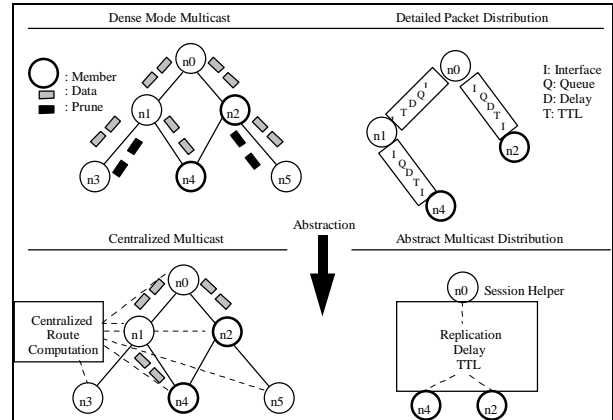 Dense Mode Multicast
n0
: Member
: Data
: Prune
n1
n2
n3
n4
n5
Detailed Packet Distribution
n0
I: Interface
Q: Queue
D: Delay
T: TTL
I
Q
D
T
I
I
Q
D
T
I
n1
n2
I
Q
D
T
I
n4
Abstraction
Centralized Multicast
n0
Centralized
Route
Computation
n1
n2
n3
n4
n5
Abstract Multicast Distribution
n0
Session Helper
Replication
Delay
TTL
n4
n2